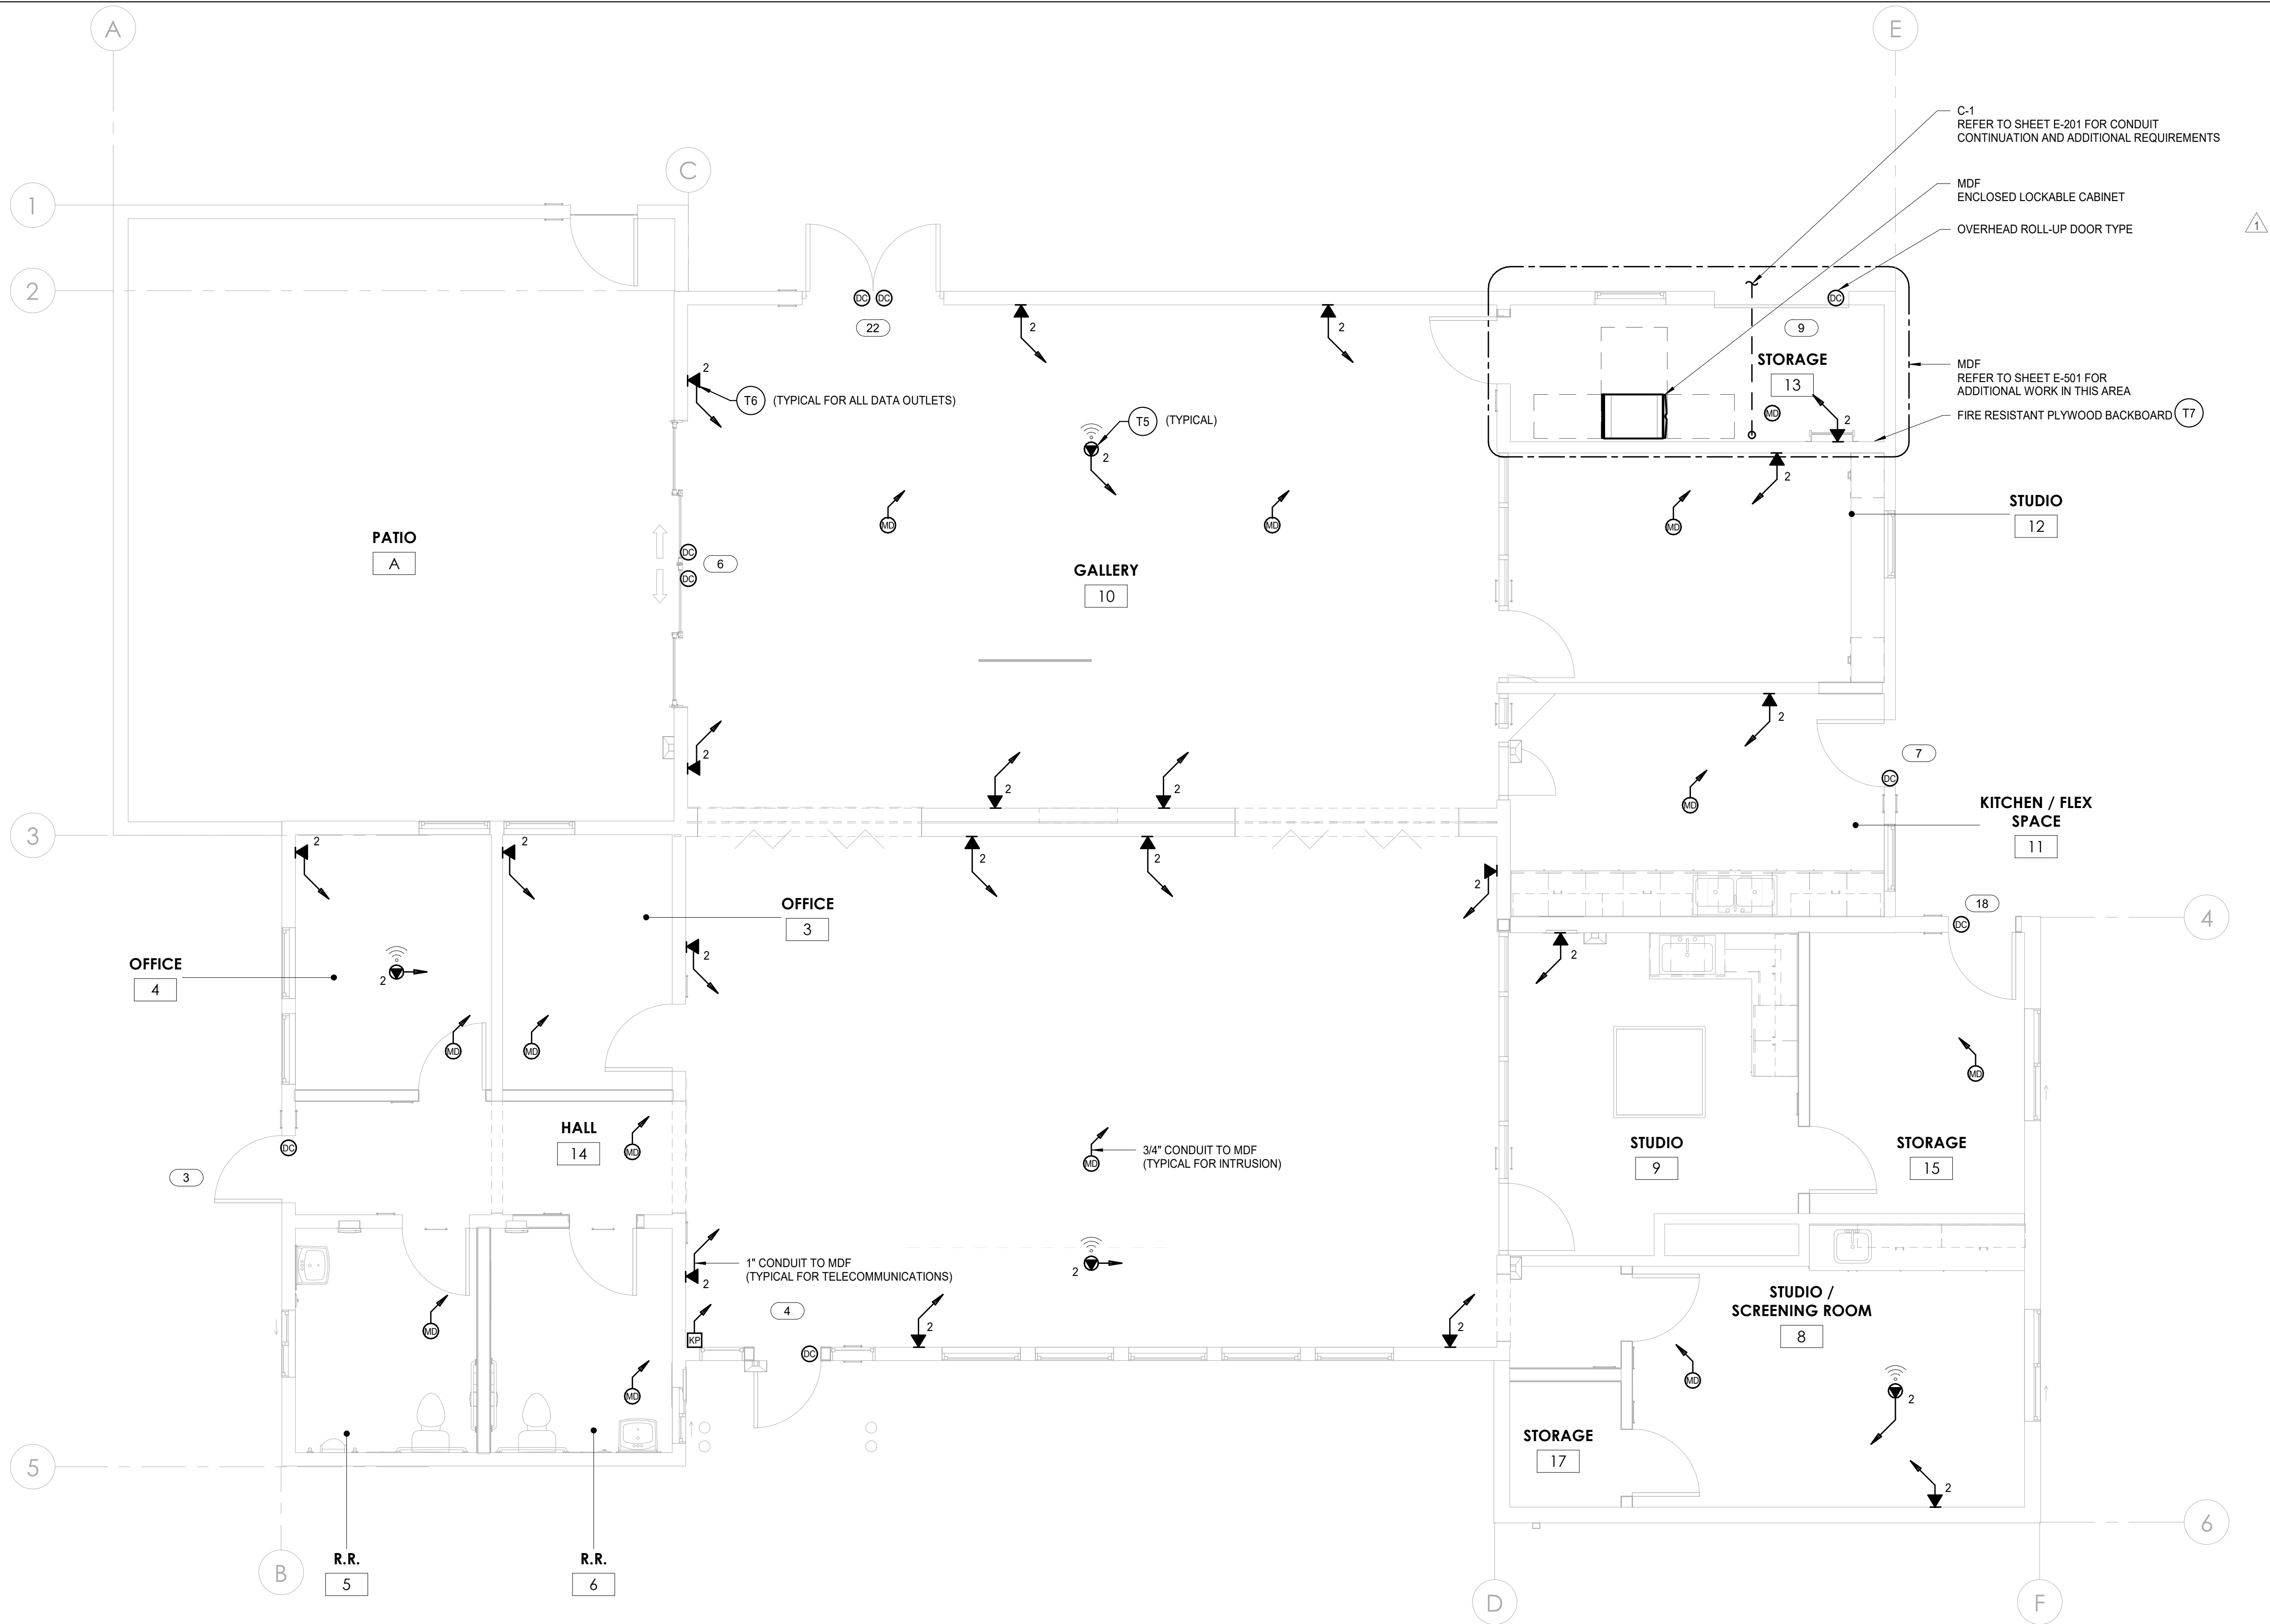 A
E
C-1
REFER TO SHEET E-201 FOR CONDUIT
CONTINUATION AND ADDITIONAL REQUIREMENTS
C
MDF
ENCLOSED LOCKABLE CABINET
1
OVERHEAD ROLL-UP DOOR TYPE
1
2
DC DC
DC
22
2
2
9
STORAGE
13
MDF
REFER TO SHEET E-501 FOR
ADDITIONAL WORK IN THIS AREA
2
T6 (TYPICAL FOR ALL DATA OUTLETS)
T5 (TYPICAL)
MD
2
FIRE RESISTANT PLYWOOD BACKBOARD T7
2
2
STUDIO
12
MD
MD
MD
PATIO
A
DC
DC
6
GALLERY
10
2
2
7
DC
2
2
MD
KITCHEN / FLEX
SPACE
11
3
2
2
2
2
2
OFFICE
3
18
DC
4
2
2
OFFICE
4
2
MD
MD
MD
HALL
14
MD
DC
3
3/4" CONDUIT TO MDF
(TYPICAL FOR INTRUSION)
MD
STUDIO
9
STORAGE
15
1" CONDUIT TO MDF
(TYPICAL FOR TELECOMMUNICATIONS)
2
2
4
STUDIO /
SCREENING ROOM
8
MD
KP
DC
2
2
MD
MD
2
STORAGE
17
5
2
6
R.R.
5
R.R.
6
B
D
F